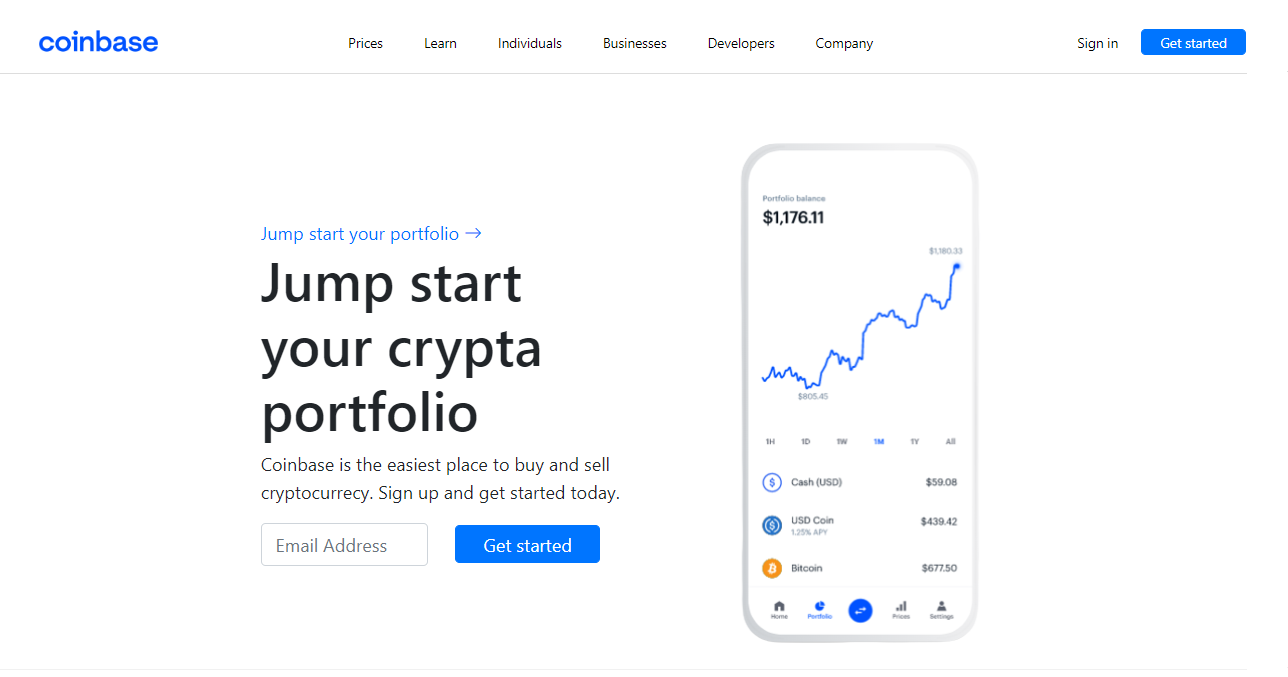 coinbase
Prices
Learn
Individuals
Businesses
Developers
Company
Sign in
Get started
Jump start your portfolio →
Jump start
your crypta
portfolio
Coinbase is the easiest place to buy and sell
cryptocurrecy. Sign up and get started today.
Email Address
Get started
Portfolio balance
$1,176.11
$1,180.33
$805.45
1H 1D 1W 1M 1Y All
Cash (USD) $59.08
USD Coin $439.42
1.25% APY
Bitcoin $677.50
Home Portfolio Prices Settings